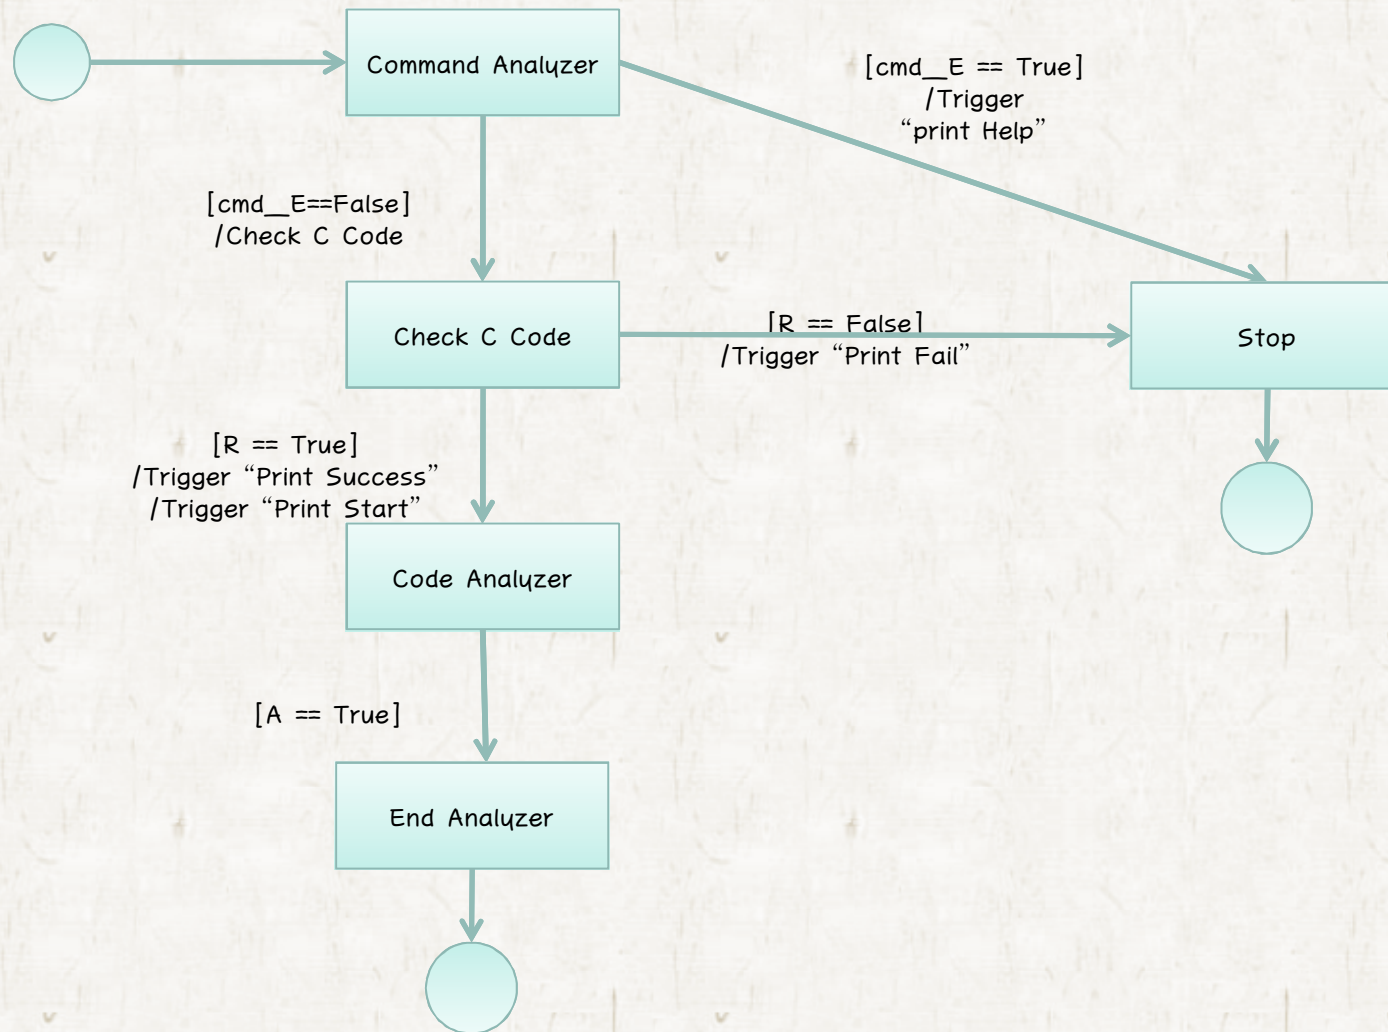 Command Analyzer
[cmd__E == True]
/Trigger
“print Help”
[cmd__E==False]
/Check C Code
Check C Code
[R == False]
/Trigger “Print Fail”
Stop
[R == True]
/Trigger “Print Success”
/Trigger “Print Start”
Code Analyzer
[A == True]
End Analyzer